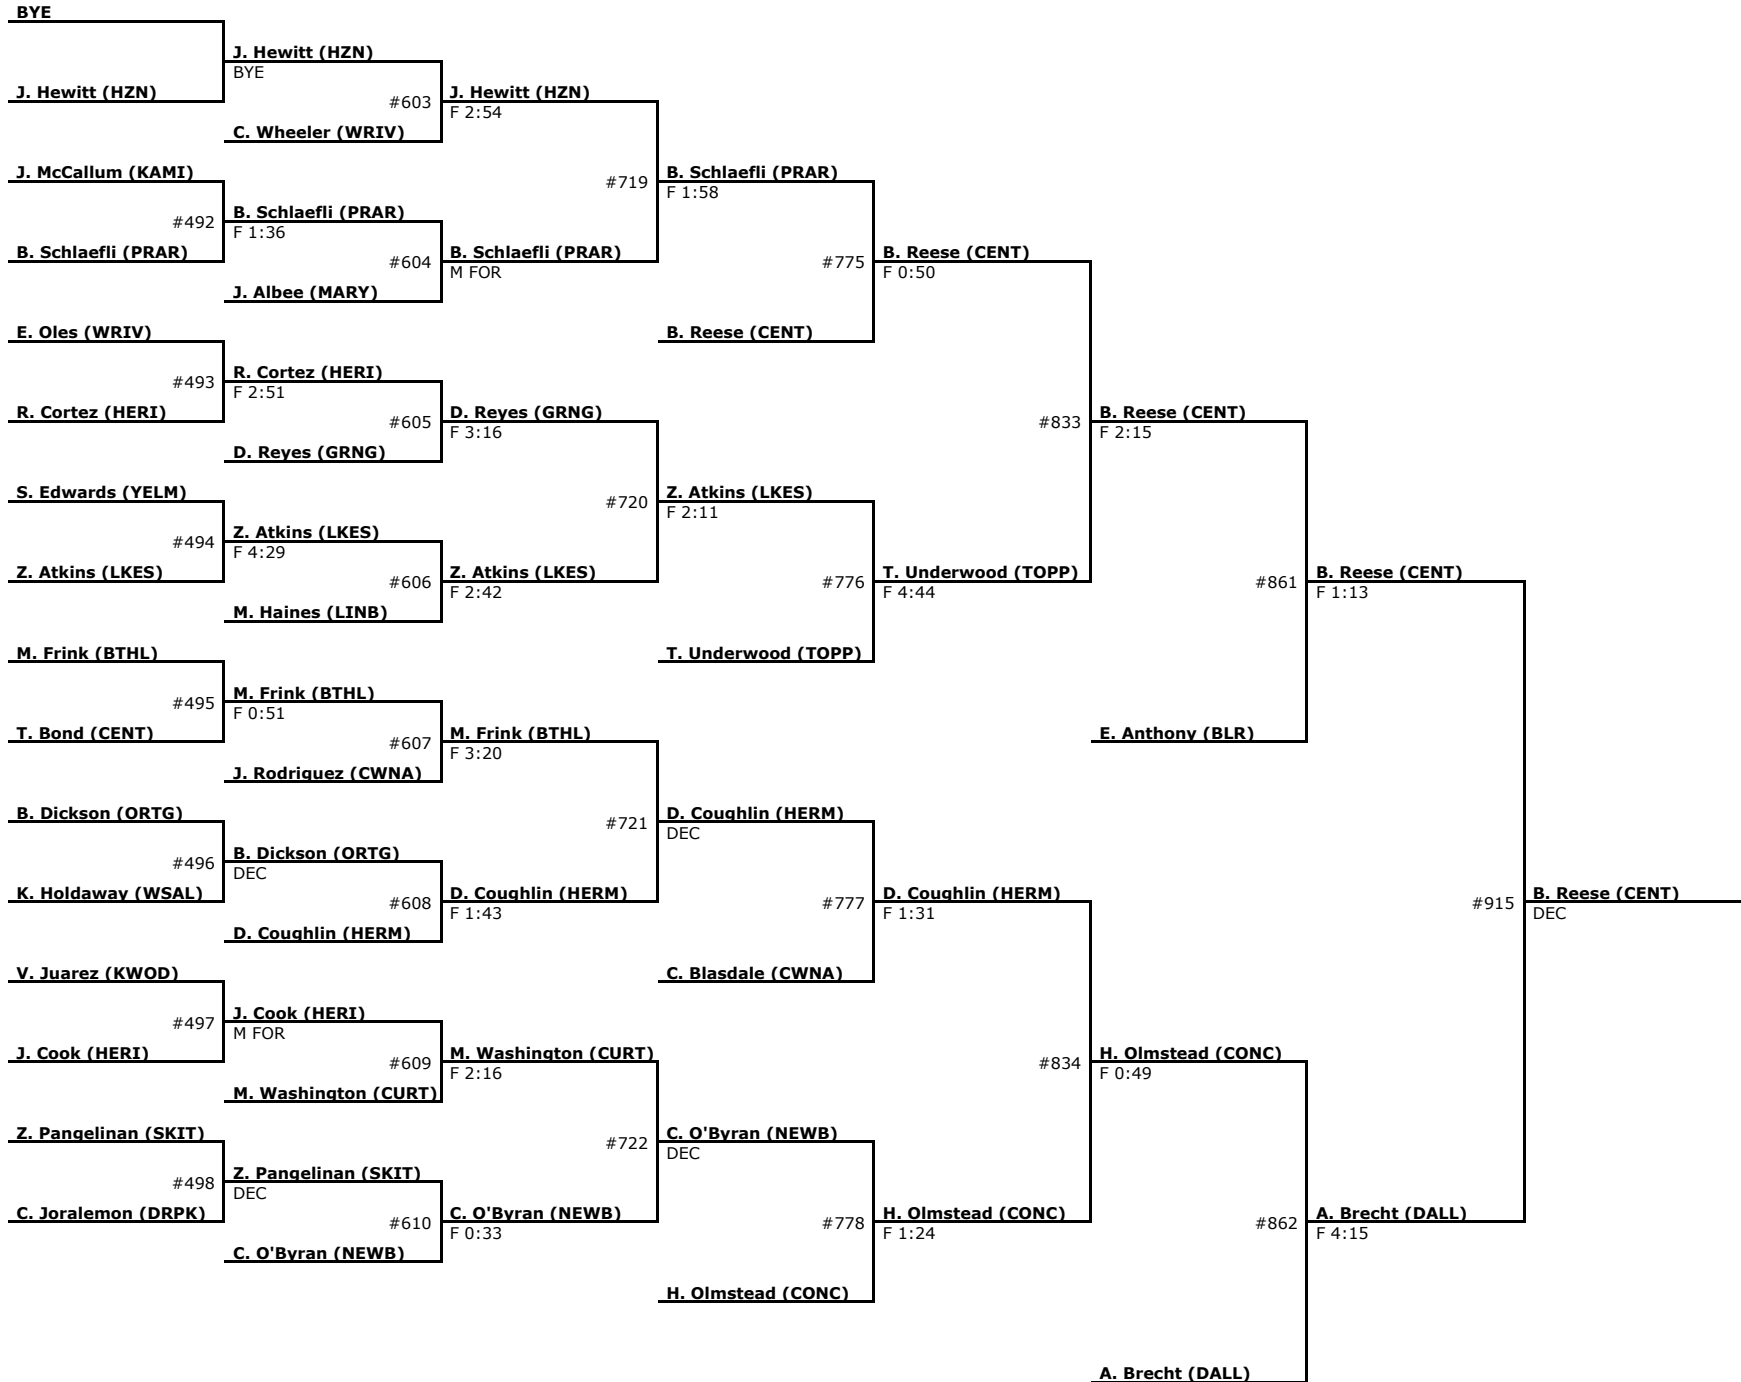 BYE
J. Hewitt (HZN)
BYE
J. Hewitt (HZN)
#603
J. Hewitt (HZN)
F 2:54
C. Wheeler (WRIV)
J. McCallum (KAMI)
#719
B. Schlaefli (PRAR)
F 1:58
#492
B. Schlaefli (PRAR)
F 1:36
B. Schlaefli (PRAR)
#604
B. Schlaefli (PRAR)
M FOR
#775
B. Reese (CENT)
F 0:50
J. Albee (MARY)
E. Oles (WRIV)
B. Reese (CENT)
#493
R. Cortez (HERI)
F 2:51
R. Cortez (HERI)
#605
D. Reyes (GRNG)
F 3:16
#833
B. Reese (CENT)
F 2:15
D. Reyes (GRNG)
S. Edwards (YELM)
#720
Z. Atkins (LKES)
F 2:11
#494
Z. Atkins (LKES)
F 4:29
Z. Atkins (LKES)
#606
Z. Atkins (LKES)
F 2:42
#776
T. Underwood (TOPP)
F 4:44
#861
B. Reese (CENT)
F 1:13
M. Haines (LINB)
M. Frink (BTHL)
T. Underwood (TOPP)
#495
M. Frink (BTHL)
F 0:51
T. Bond (CENT)
#607
M. Frink (BTHL)
F 3:20
E. Anthony (BLR)
J. Rodriguez (CWNA)
B. Dickson (ORTG)
#721
D. Coughlin (HERM)
DEC
#496
B. Dickson (ORTG)
DEC
K. Holdaway (WSAL)
#608
D. Coughlin (HERM)
F 1:43
#777
D. Coughlin (HERM)
F 1:31
#915
B. Reese (CENT)
DEC
D. Coughlin (HERM)
V. Juarez (KWOD)
C. Blasdale (CWNA)
#497
J. Cook (HERI)
M FOR
J. Cook (HERI)
#609
M. Washington (CURT)
F 2:16
#834
H. Olmstead (CONC)
F 0:49
M. Washington (CURT)
Z. Pangelinan (SKIT)
#722
C. O'Byran (NEWB)
DEC
#498
Z. Pangelinan (SKIT)
DEC
C. Joralemon (DRPK)
#610
C. O'Byran (NEWB)
F 0:33
#778
H. Olmstead (CONC)
F 1:24
#862
A. Brecht (DALL)
F 4:15
C. O'Byran (NEWB)
H. Olmstead (CONC)
A. Brecht (DALL)